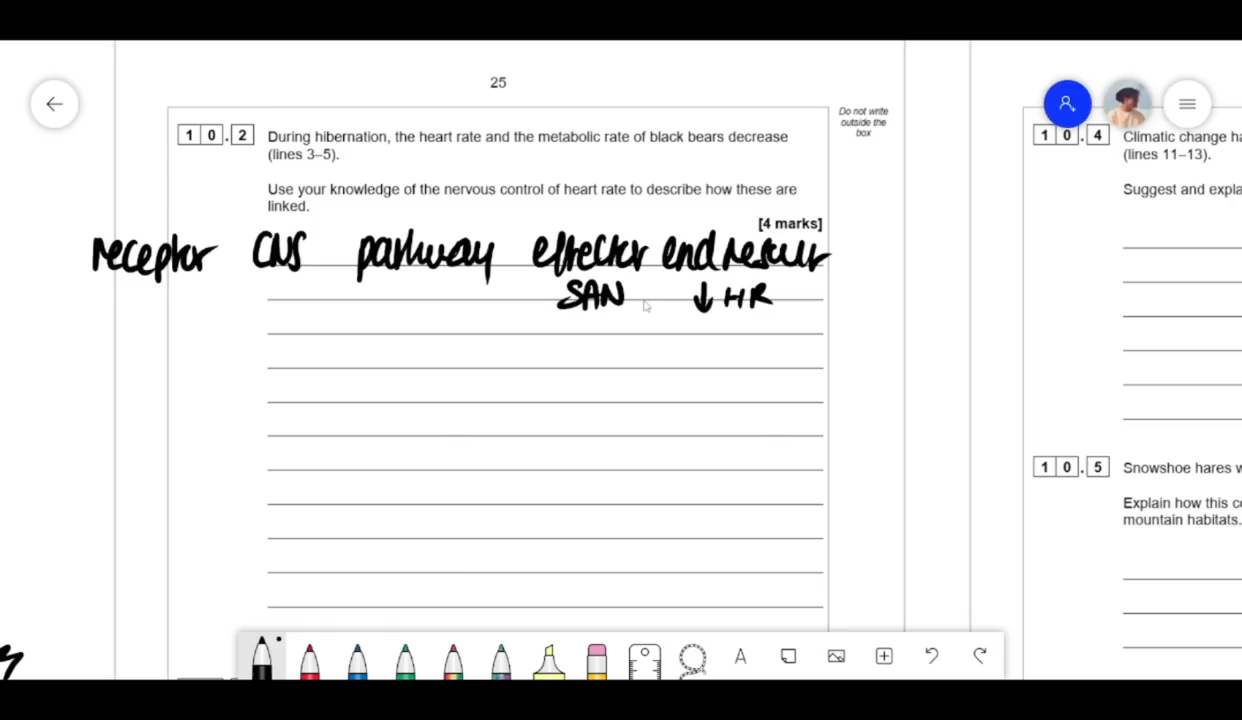 25
Do not write
outside the
box
1 0 . 2 During hibernation, the heart rate and the metabolic rate of black bears decrease
(lines 3–5).
Use your knowledge of the nervous control of heart rate to describe how these are
linked.
[4 marks]
receptor CNS pathway effector end result
SAN ↓ HR
1 0 . 4 Climatic change ha
(lines 11–13).
Suggest and expla
1 0 . 5 Snowshoe hares w
Explain how this c
mountain habitats.
A